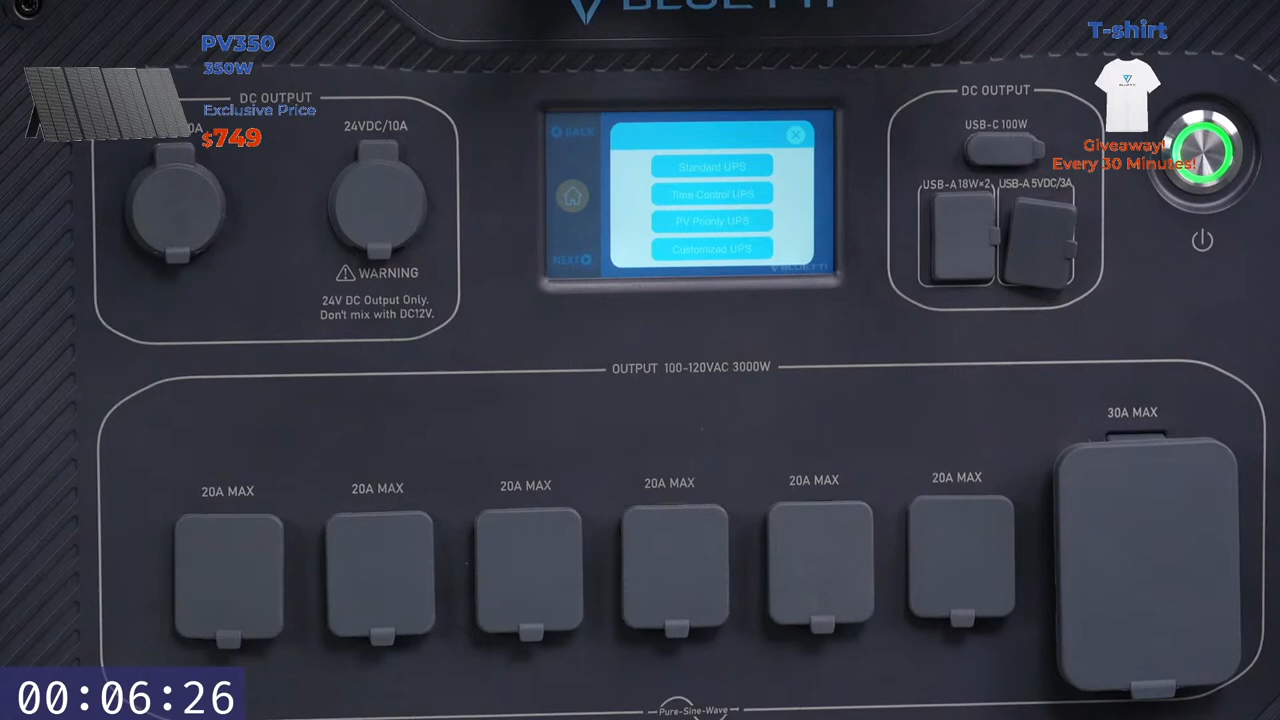 BLUETTI
PV350
350W
Exclusive Price
$749
T-shirt
Giveaway!
Every 30 Minutes!
DC OUTPUT
24VDC/10A
WARNING
24V DC Output Only.
Don't mix with DC12V.
BACK
NEXT
Standard UPS
Time Control UPS
PV Priority UPS
Customized UPS
BLUETTI
DC OUTPUT
USB-C 100W
USB-A 18W×2
USB-A 5VDC/3A
OUTPUT 100-120VAC 3000W
30A MAX
20A MAX
20A MAX
20A MAX
20A MAX
20A MAX
20A MAX
Pure-Sine-Wave
00:06:26